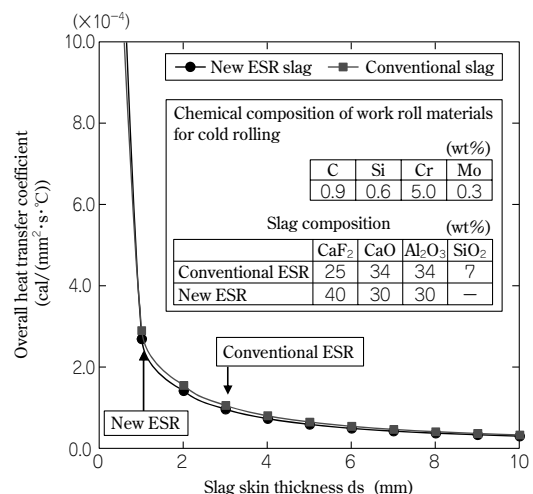 (×10⁻⁴)
10.0
8.0
6.0
4.0
2.0
0.0
0
2
4
6
8
10
Overall heat transfer coefficient
(cal/(mm²·s·℃))
Slag skin thickness ds (mm)
New ESR slag
Conventional slag
Chemical composition of work roll materials
for cold rolling
(wt%)
C Si Cr Mo
0.9 0.6 5.0 0.3
Slag composition (wt%)
CaF₂ CaO Al₂O₃ SiO₂
Conventional ESR 25 34 34 7
New ESR 40 30 30 —
Conventional ESR
New ESR